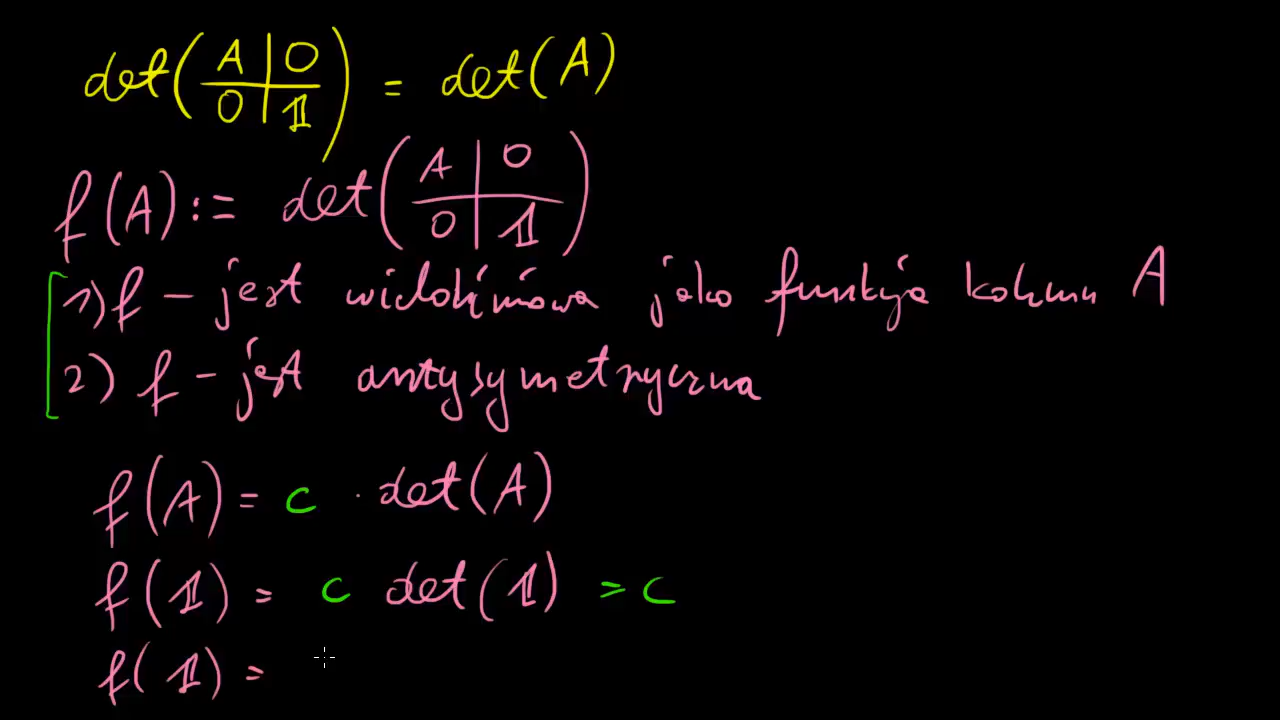 det(A|0 / 0|𝟙) = det(A)
f(A) := det(A|0 / 0|𝟙)
1) f - jest wieloliniowa jako funkcja kolumn A
2) f - jest antysymetryczna
f(A) = c · det(A)
f(𝟙) = c det(𝟙) = c
f(𝟙) =